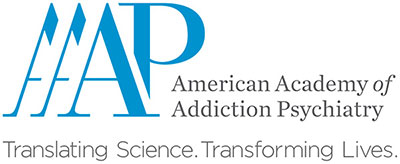 AAAP
American Academy of
Addiction Psychiatry
Translating Science. Transforming Lives.